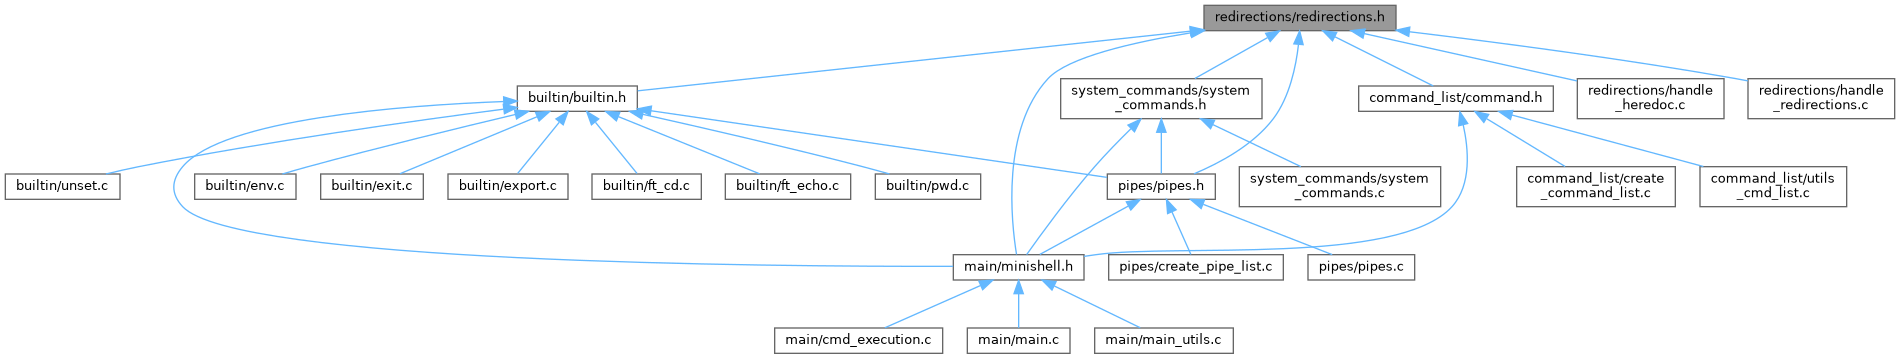 redirections/redirections.h
builtin/builtin.h
system_commands/system
_commands.h
command_list/command.h
redirections/handle
_heredoc.c
redirections/handle
_redirections.c
builtin/unset.c
builtin/env.c
builtin/exit.c
builtin/export.c
builtin/ft_cd.c
builtin/ft_echo.c
builtin/pwd.c
pipes/pipes.h
system_commands/system
_commands.c
command_list/create
_command_list.c
command_list/utils
_cmd_list.c
main/minishell.h
pipes/create_pipe_list.c
pipes/pipes.c
main/cmd_execution.c
main/main.c
main/main_utils.c